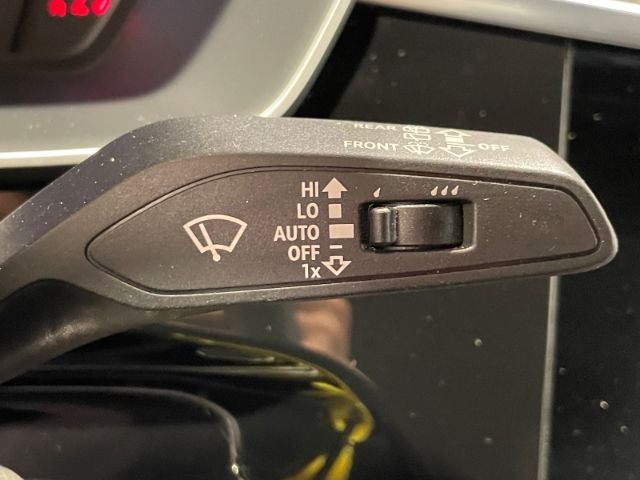 REAR
FRONT OFF
HI
LO
AUTO
OFF
1x